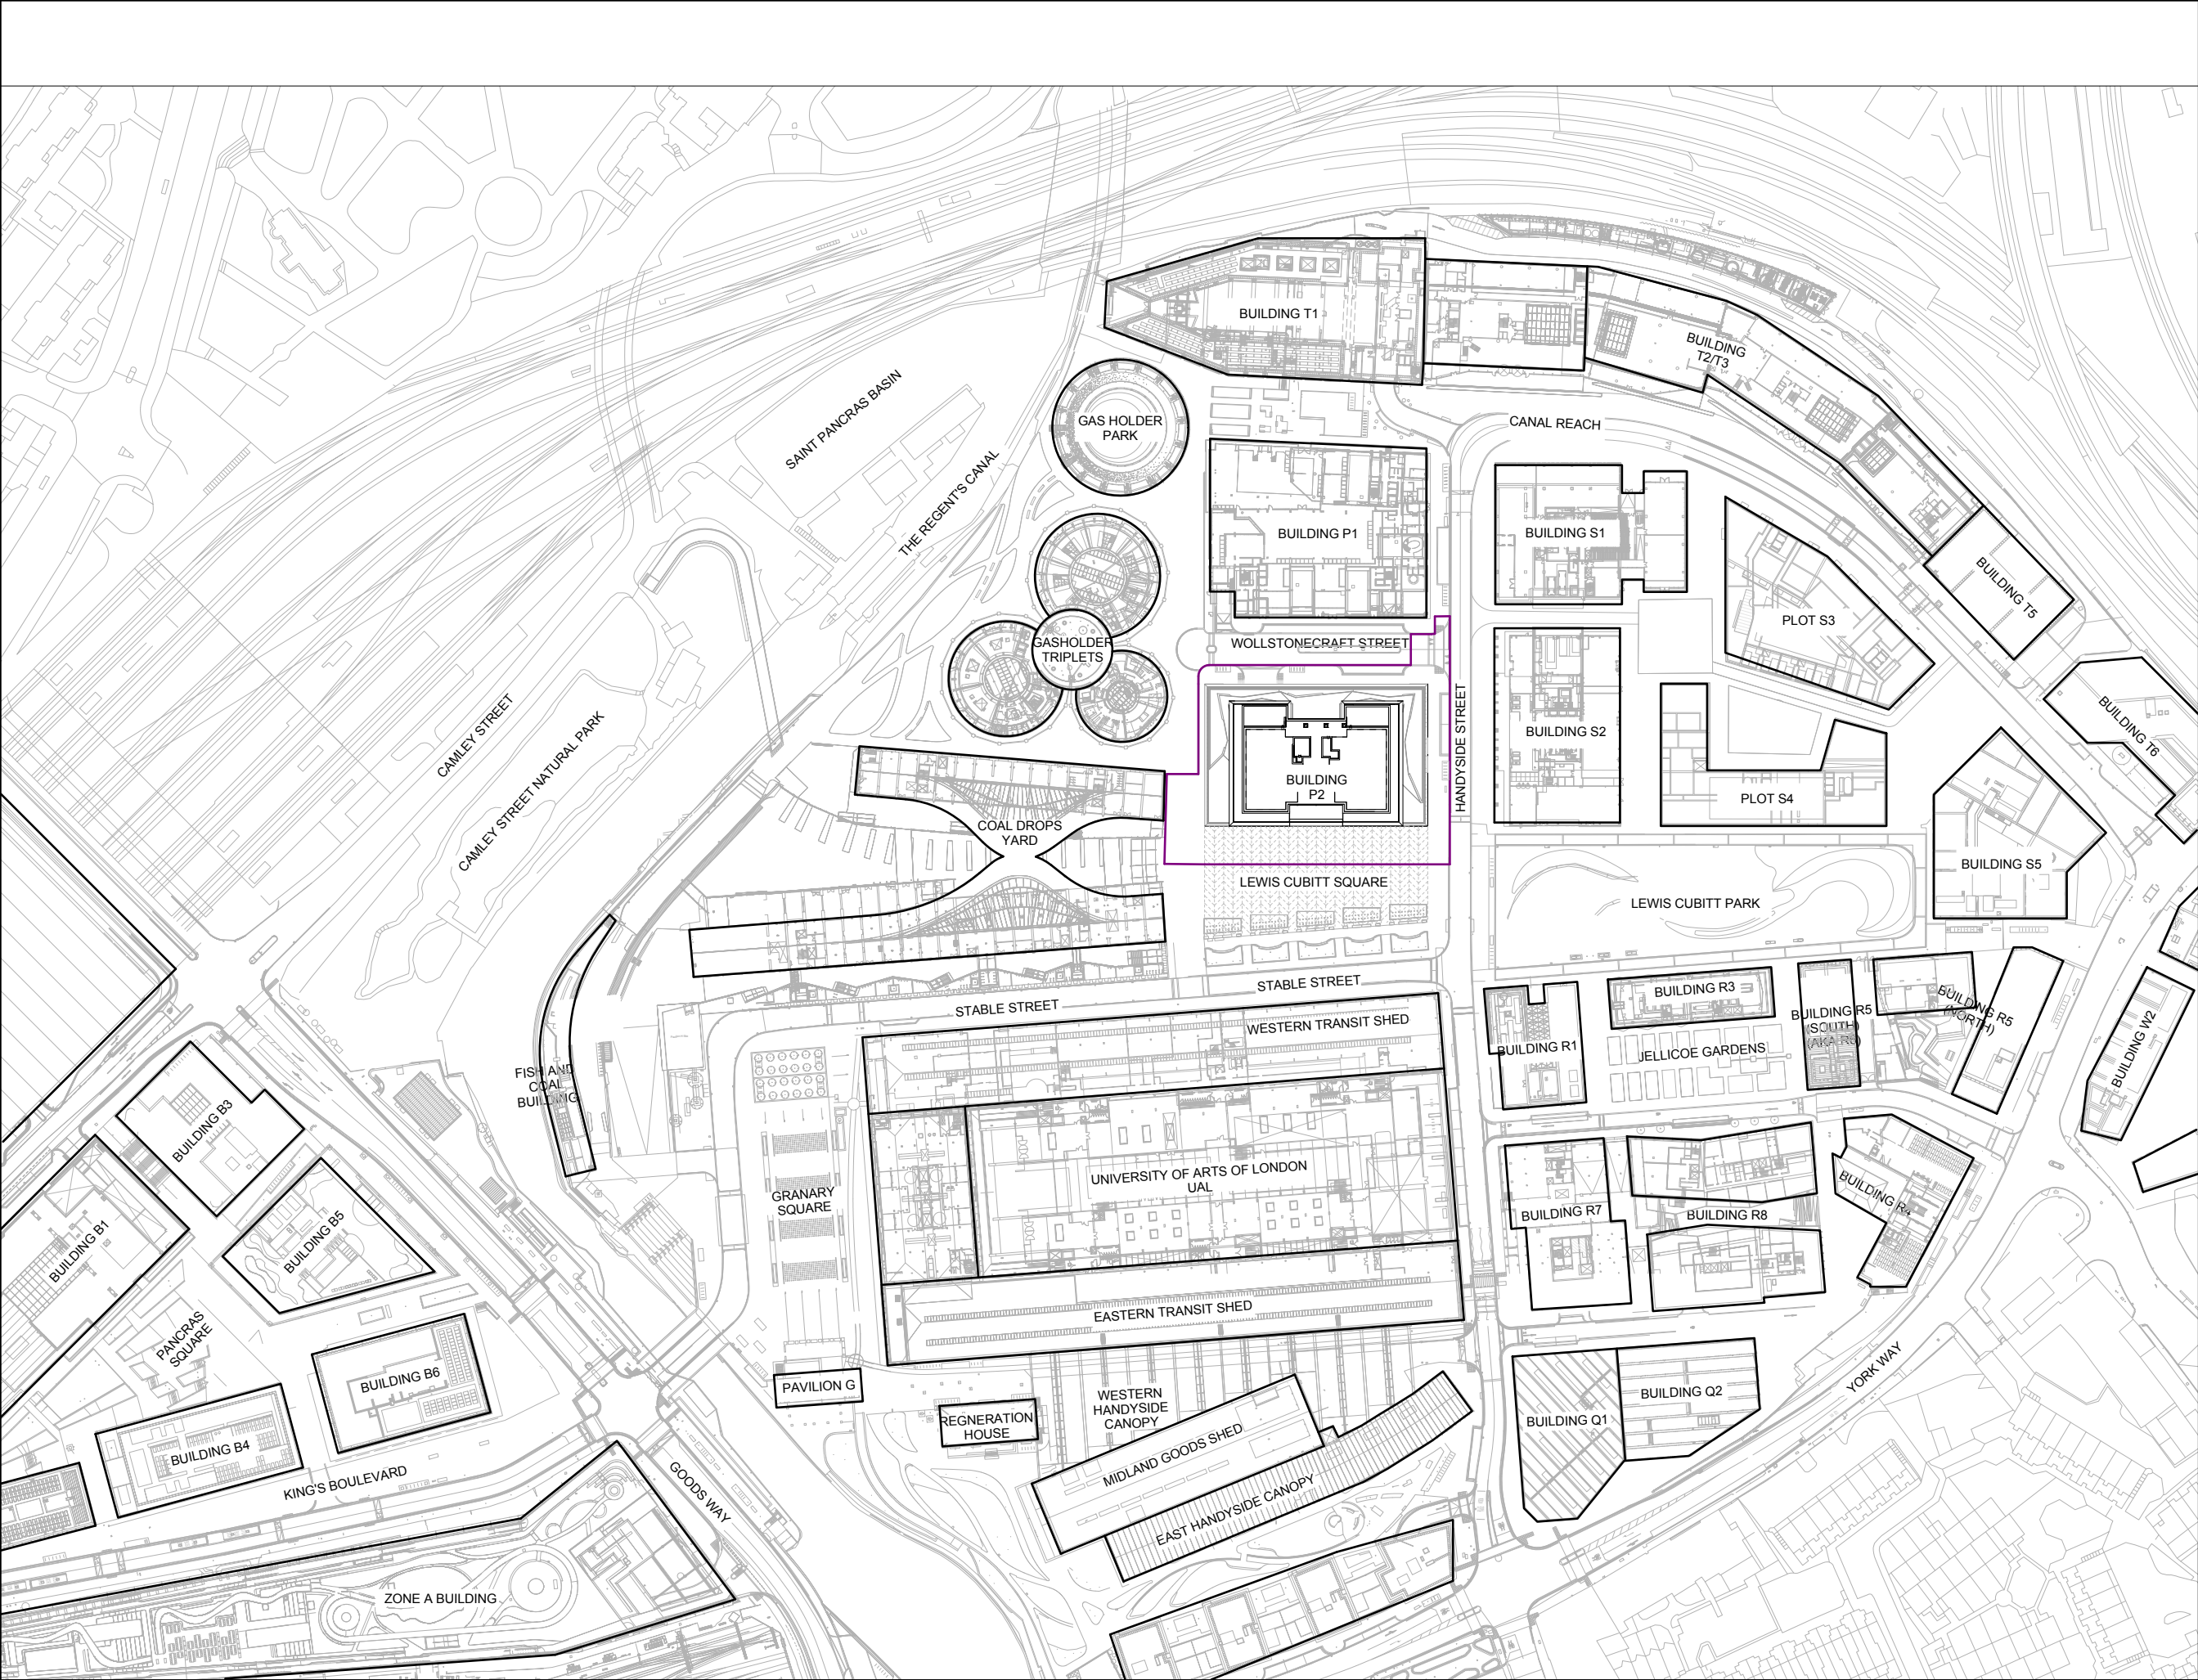 BUILDING T1
BUILDING
T2/T3
SAINT PANCRAS BASIN
GAS HOLDER
PARK
CANAL REACH
THE REGENT'S CANAL
BUILDING P1
BUILDING S1
BUILDING T5
PLOT S3
GASHOLDER
TRIPLETS
WOLLSTONECRAFT STREET
CAMLEY STREET
CAMLEY STREET NATURAL PARK
HANDYSIDE STREET
BUILDING S2
BUILDING T6
BUILDING
P2
PLOT S4
COAL DROPS
YARD
BUILDING S5
LEWIS CUBITT SQUARE
LEWIS CUBITT PARK
STABLE STREET
STABLE STREET
BUILDING R3
BUILDING R5
(NORTH)
BUILDING R5
(SOUTH)
(AKA R6)
WESTERN TRANSIT SHED
BUILDING R1
JELLICOE GARDENS
BUILDING W2
FISH AND
COAL
BUILDING
BUILDING B3
UNIVERSITY OF ARTS OF LONDON
UAL
GRANARY
SQUARE
BUILDING R4
BUILDING R7
BUILDING R8
BUILDING B1
BUILDING B5
EASTERN TRANSIT SHED
PANCRAS
SQUARE
BUILDING B6
PAVILION G
WESTERN
HANDYSIDE
CANOPY
YORK WAY
BUILDING Q2
BUILDING Q1
REGNERATION
HOUSE
BUILDING B4
MIDLAND GOODS SHED
KING'S BOULEVARD
GOODS WAY
EAST HANDYSIDE CANOPY
ZONE A BUILDING